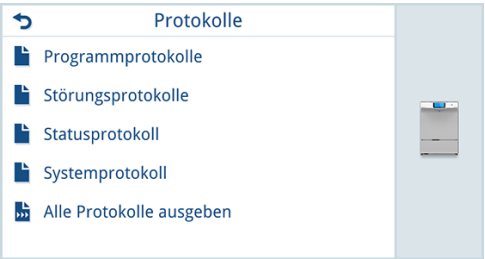 Protokolle
Programmprotokolle
Störungsprotokolle
Statusprotokoll
Systemprotokoll
Alle Protokolle ausgeben